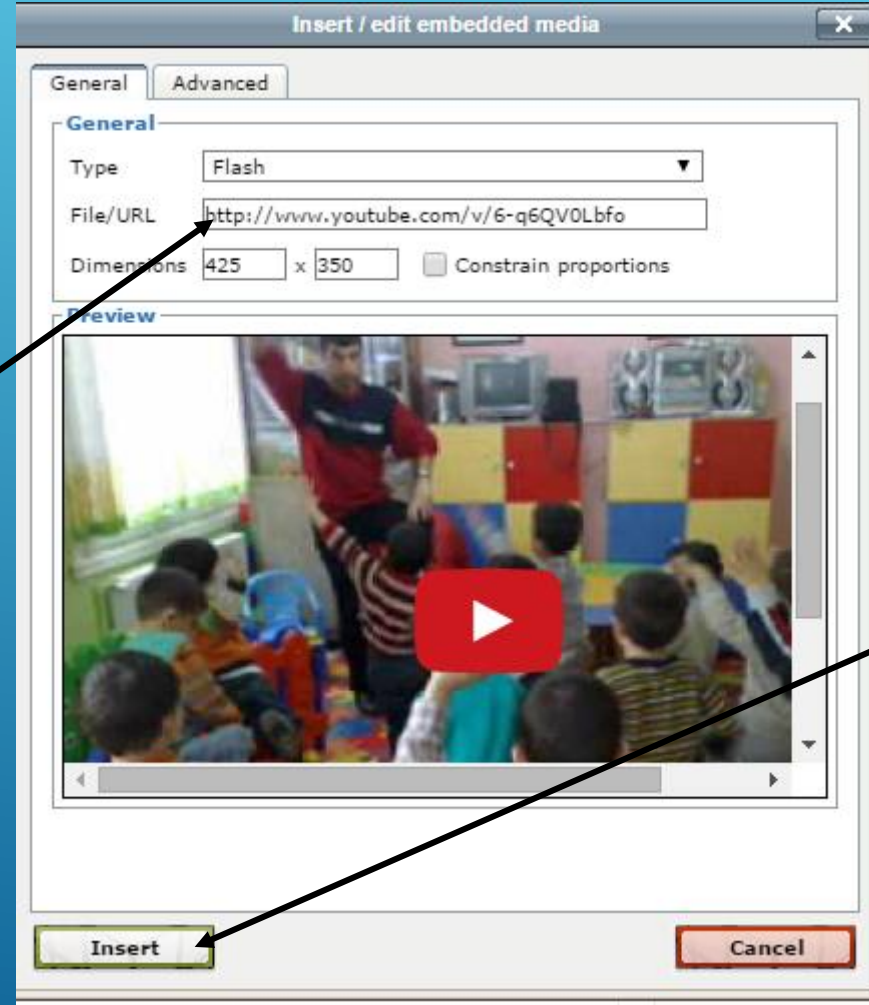 Insert / edit embedded media
General Advanced
General
Type Flash
File/URL http://www.youtube.com/v/6-q6QV0Lbfo
Dimensions 425 x 350 Constrain proportions
Preview
Insert Cancel